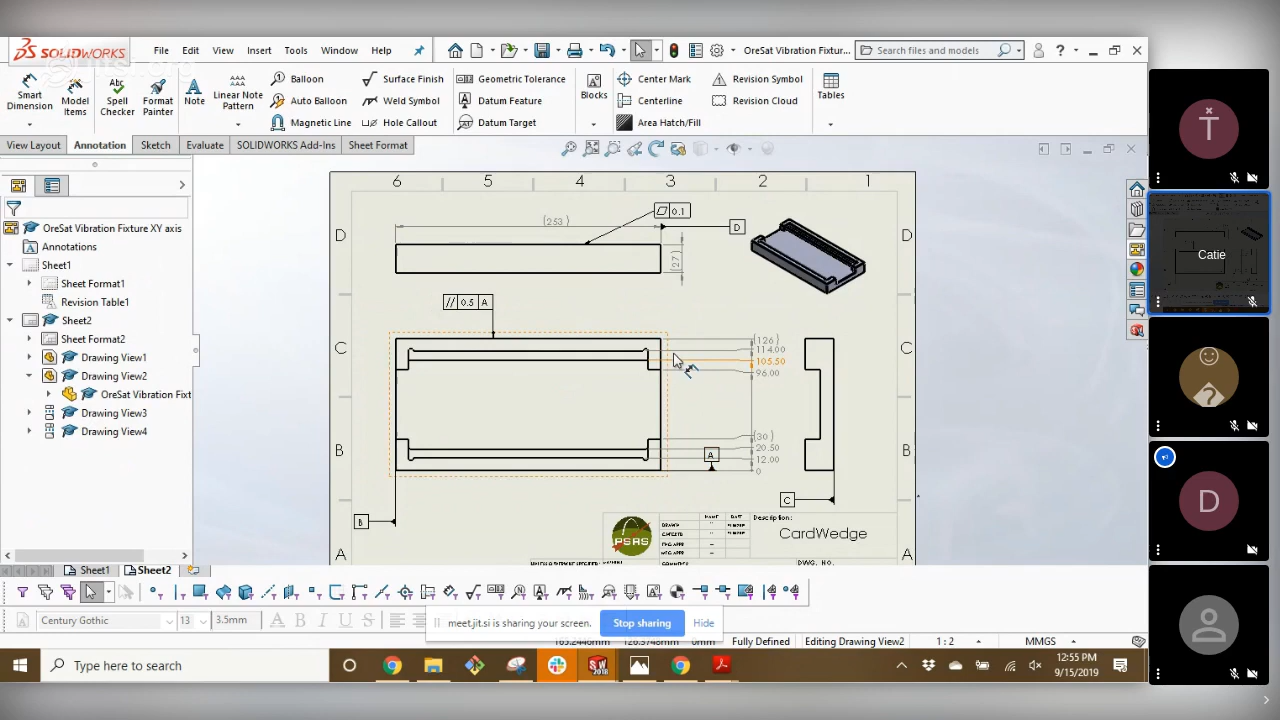 SOLIDWORKS
File Edit View Insert Tools Window Help
OreSat Vibration Fixtur...
Search files and models
Smart Dimension
Model Items
Spell Checker
Format Painter
Note
Linear Note Pattern
Balloon
Auto Balloon
Magnetic Line
Surface Finish
Weld Symbol
Hole Callout
Geometric Tolerance
Datum Feature
Datum Target
Blocks
Center Mark
Centerline
Area Hatch/Fill
Revision Symbol
Revision Cloud
Tables
View Layout Annotation Sketch Evaluate SOLIDWORKS Add-Ins Sheet Format
OreSat Vibration Fixture XY axis
Annotations
Sheet1
Sheet Format1
Revision Table1
Sheet2
Sheet Format2
Drawing View1
Drawing View2
OreSat Vibration Fixt
Drawing View3
Drawing View4
6 5 4 3 2 1
D D
C C
B B
A A
(253)
0.1
D
(27)
// 0.5 A
(126)
114.00
105.50
96.00
(30)
20.50
12.00
0
A
B
C
PSAS
NAME DATE
Description:
CardWedge
DWG. NO.
Sheet1 Sheet2
Century Gothic 13 3.5mm
B I U S
meet.jit.si is sharing your screen. Stop sharing Hide
Fully Defined Editing Drawing View2 1 : 2 MMGS
Type here to search
12:55 PM
9/15/2019
Ť
Catie
?
D